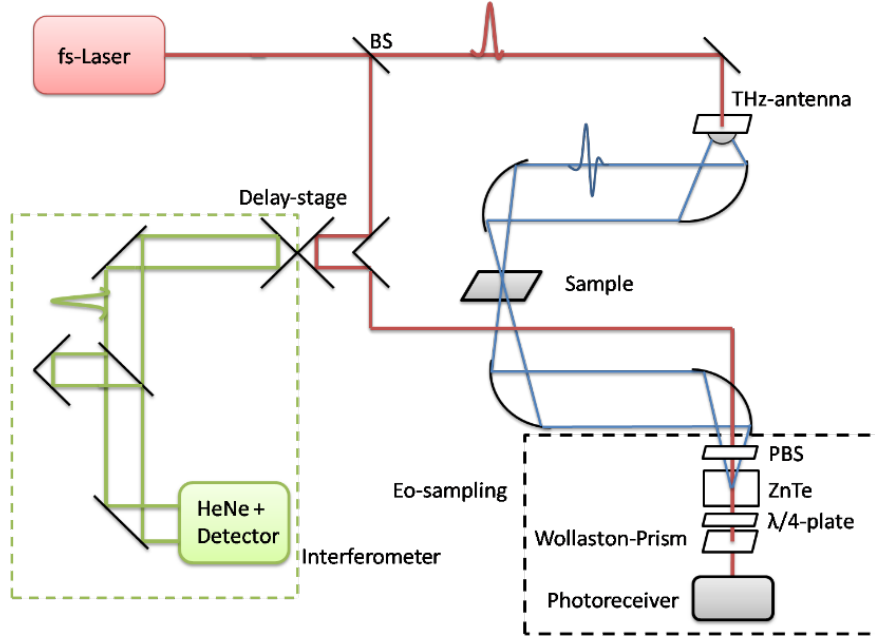 fs-Laser
BS
THz-antenna
Delay-stage
Sample
PBS
Eo-sampling
ZnTe
λ/4-plate
HeNe +
Detector
Wollaston-Prism
Interferometer
Photoreceiver